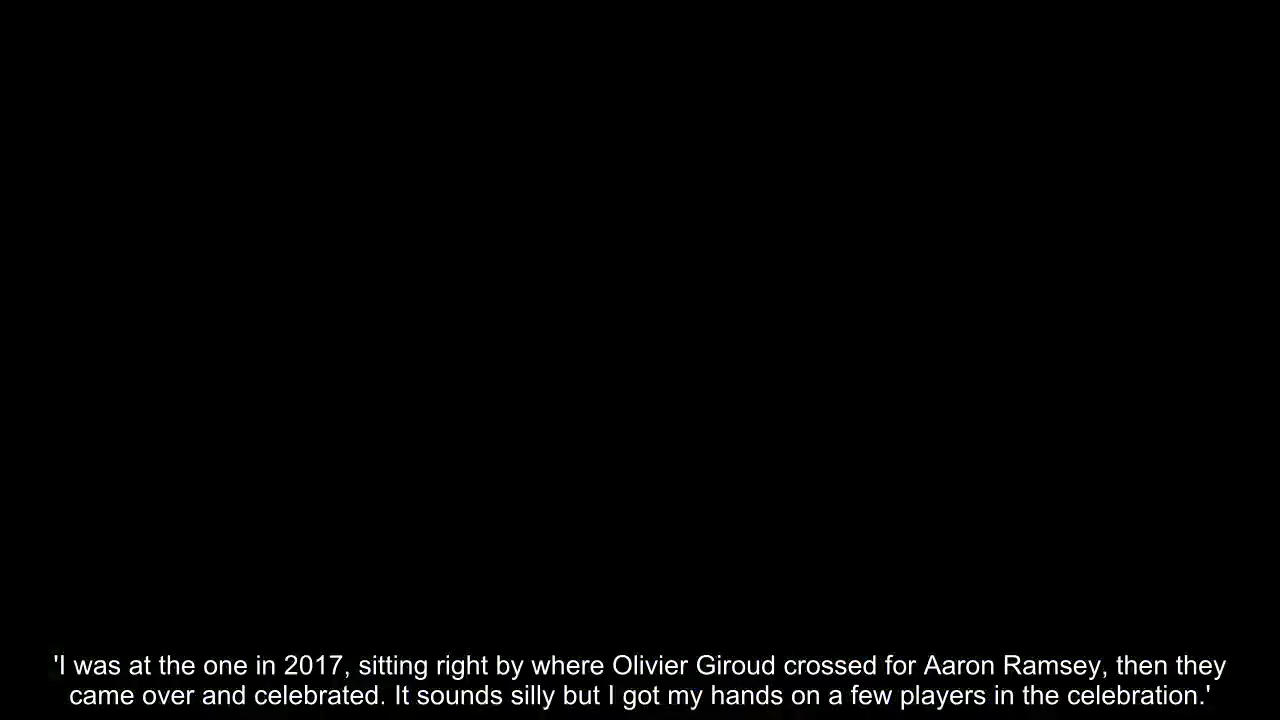 'I was at the one in 2017, sitting right by where Olivier Giroud crossed for Aaron Ramsey, then they
came over and celebrated. It sounds silly but I got my hands on a few players in the celebration.'